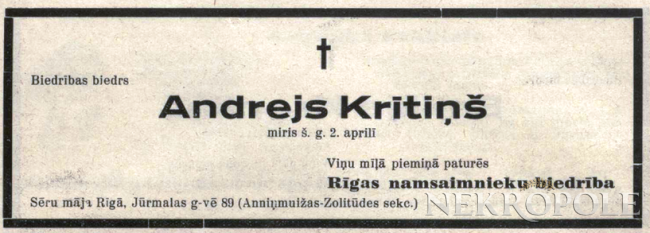 Biedrības biedrs
Andrejs Krītiņš
miris š. g. 2. aprilī
Viņu mīļā piemiņā paturēs
Rīgas namsaimnieku biedrība
Sēru māja Rīgā, Jūrmalas g-vē 89 (Anniņmuižas-Zolitūdes sekc.)
NEKROPOLE